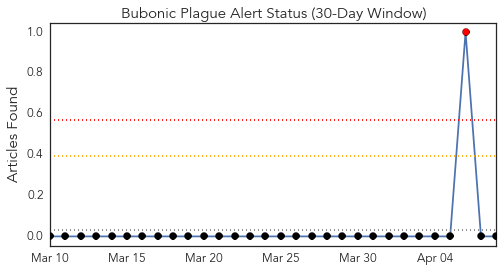 Bubonic Plague Alert Status (30-Day Window)
Articles Found
1.0
0.8
0.6
0.4
0.2
0.0
Mar 10 Mar 15 Mar 20 Mar 25 Mar 30 Apr 04